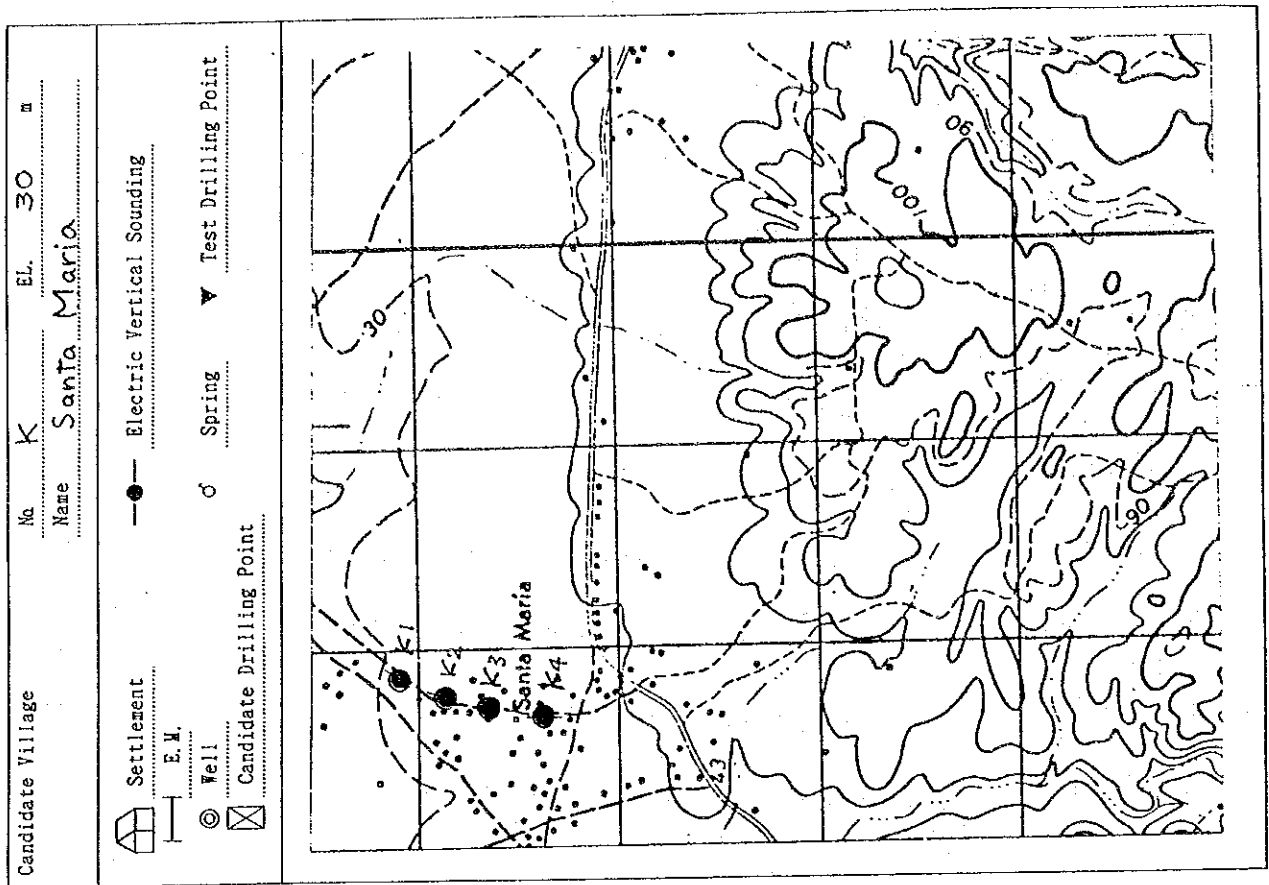 Candidate Village No K EL. 30 m
Name Santa Maria
Settlement
Electric Vertical Sounding
E.M.
Well
Spring
Test Drilling Point
Candidate Drilling Point
30
K1
K2
K3
Santa Maria
K4
43
100
90
90